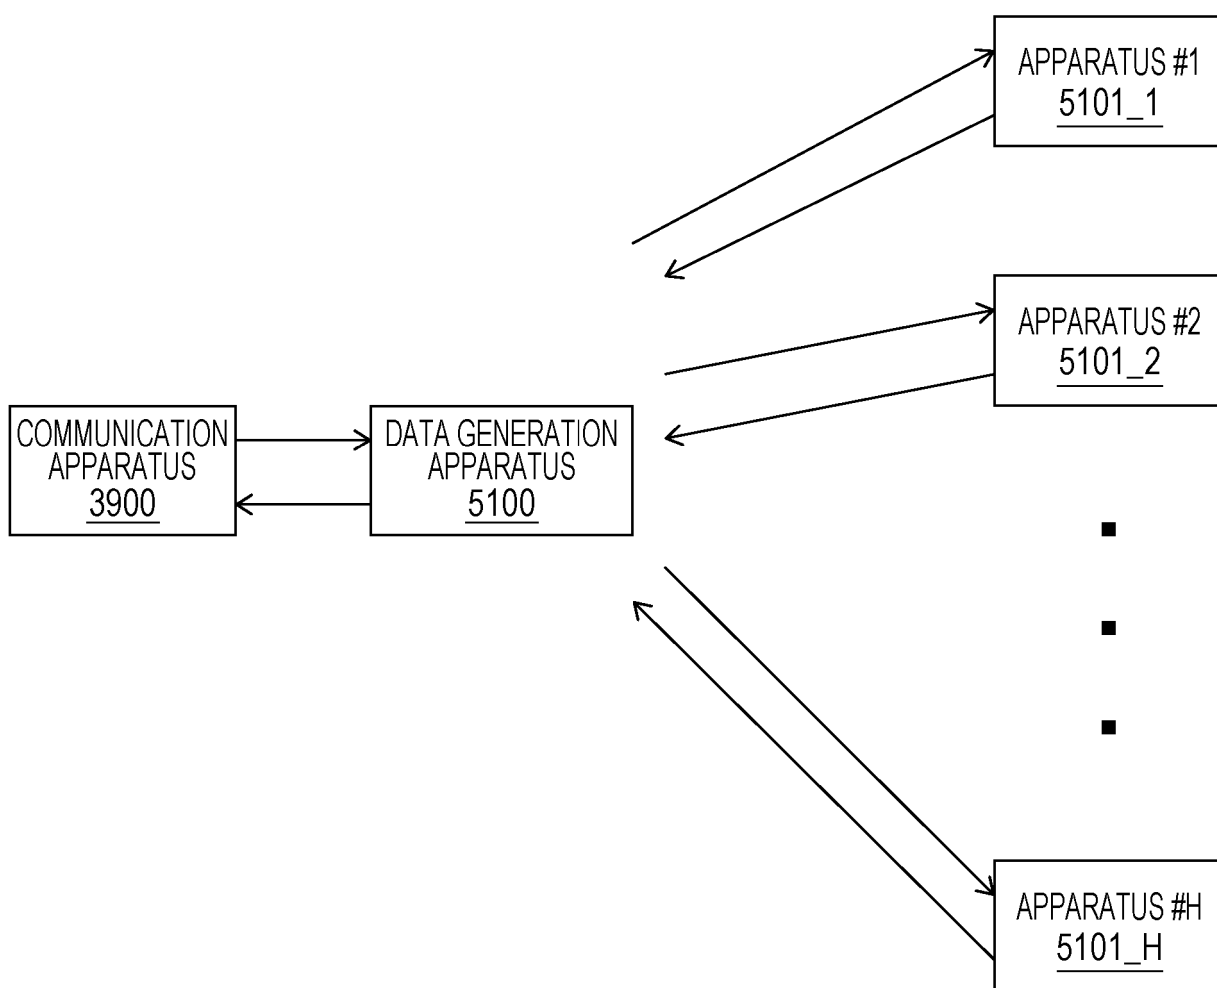 APPARATUS #1
5101_1
APPARATUS #2
5101_2
COMMUNICATION
APPARATUS
3900
DATA GENERATION
APPARATUS
5100
APPARATUS #H
5101_H